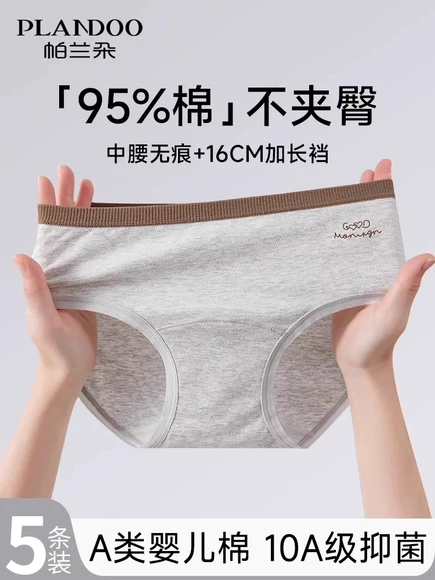 PLANDOO
帕兰朵
「95%棉」不夹臀
中腰无痕+16CM加长裆
GOOD
5条装
A类婴儿棉 10A级抑菌